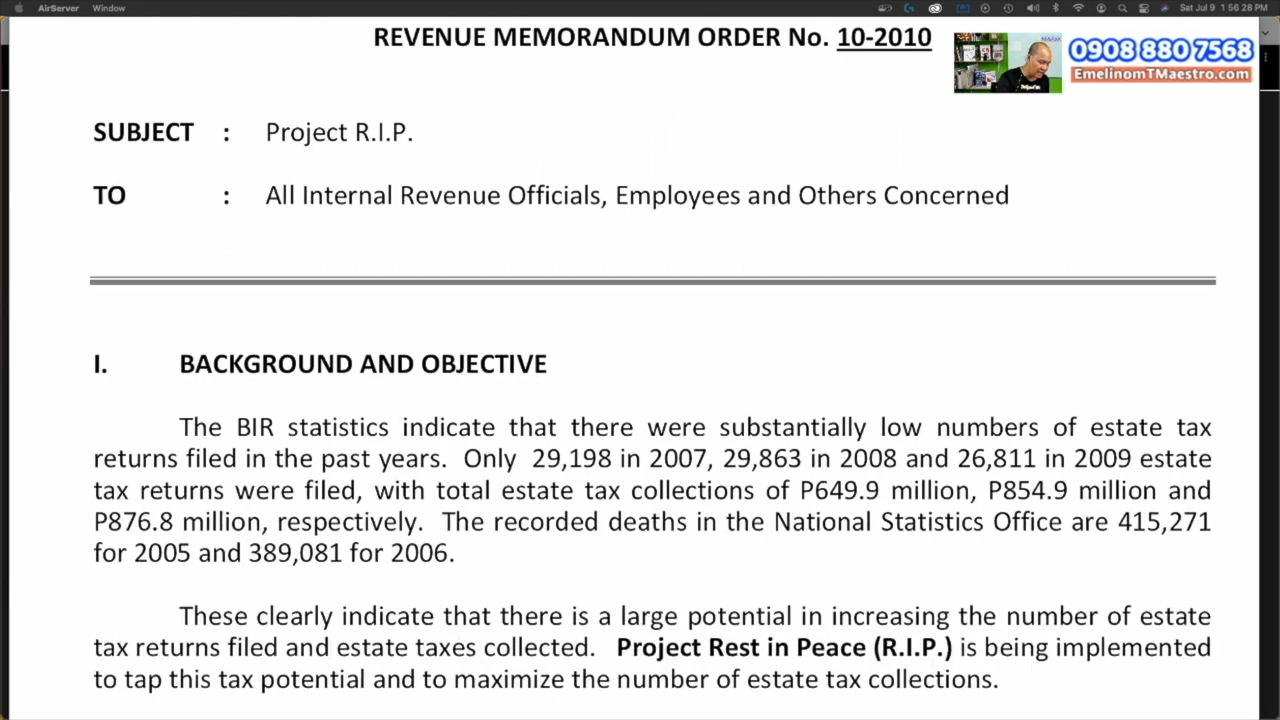 AirServer Window Sat Jul 9 1 56 28 PM
REVENUE MEMORANDUM ORDER No. 10-2010
0908 880 7568
EmelinomTMaestro.com
SUBJECT : Project R.I.P.
TO : All Internal Revenue Officials, Employees and Others Concerned
I. BACKGROUND AND OBJECTIVE
The BIR statistics indicate that there were substantially low numbers of estate tax
returns filed in the past years. Only 29,198 in 2007, 29,863 in 2008 and 26,811 in 2009 estate
tax returns were filed, with total estate tax collections of P649.9 million, P854.9 million and
P876.8 million, respectively. The recorded deaths in the National Statistics Office are 415,271
for 2005 and 389,081 for 2006.
These clearly indicate that there is a large potential in increasing the number of estate
tax returns filed and estate taxes collected. Project Rest in Peace (R.I.P.) is being implemented
to tap this tax potential and to maximize the number of estate tax collections.